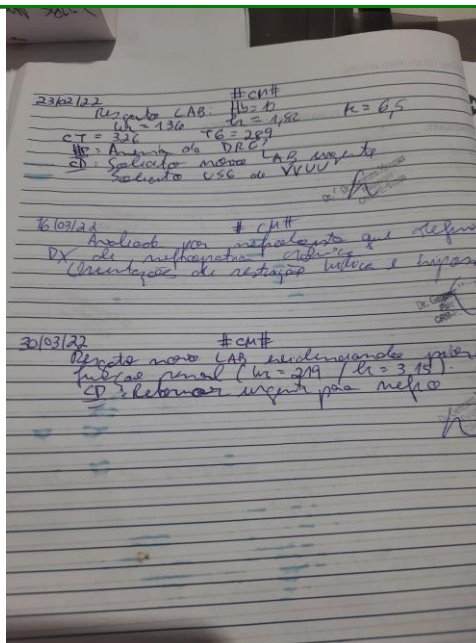 23/02/22 #CM#
Resgato LAB: Hb=10
Ur = 136 Cr = 1,82 K = 6,5
CT = 326 TG = 289
HD: Anemia da DRC?
CD: Solicito novo LAB urgente
Solicito USG de VVUU
16/03/22 #CM#
Avaliado por nefrologista que
DX de nefropatia crônica
Orientações de restrição hídrica e
30/03/22 #CM#
Resgato novo LAB evidenciando piora
função renal (Ur = 219 / Cr = 3,15).
CD: Retornar urgente para nefro